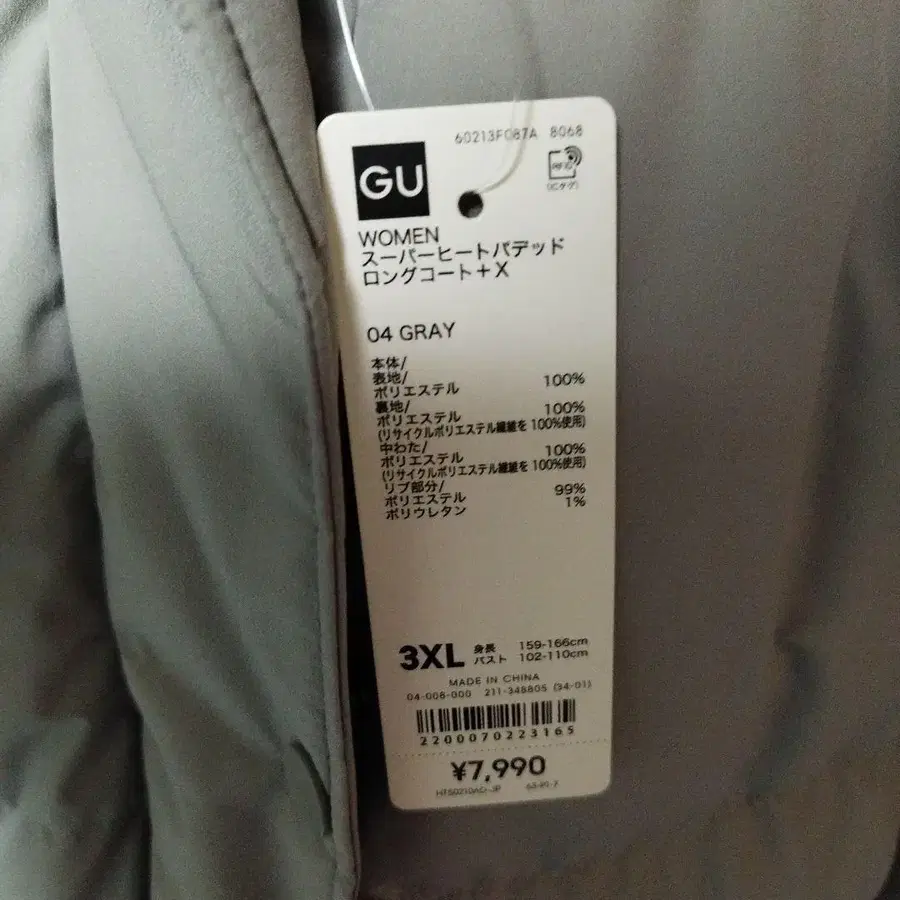 60213F087A 8068
GU
RFID
(ICタグ)
WOMEN
スーパーヒートパデッド
ロングコート+X
04 GRAY
本体/
表地/
ポリエステル 100%
裏地/
ポリエステル 100%
(リサイクルポリエステル繊維を 100%使用)
中わた/
ポリエステル 100%
(リサイクルポリエステル繊維を 100%使用)
リブ部分/
ポリエステル 99%
ポリウレタン 1%
3XL 身長 159-166cm
バスト 102-110cm
MADE IN CHINA
04-008-000 211-348805 (34-01)
2200070223165
¥7,990